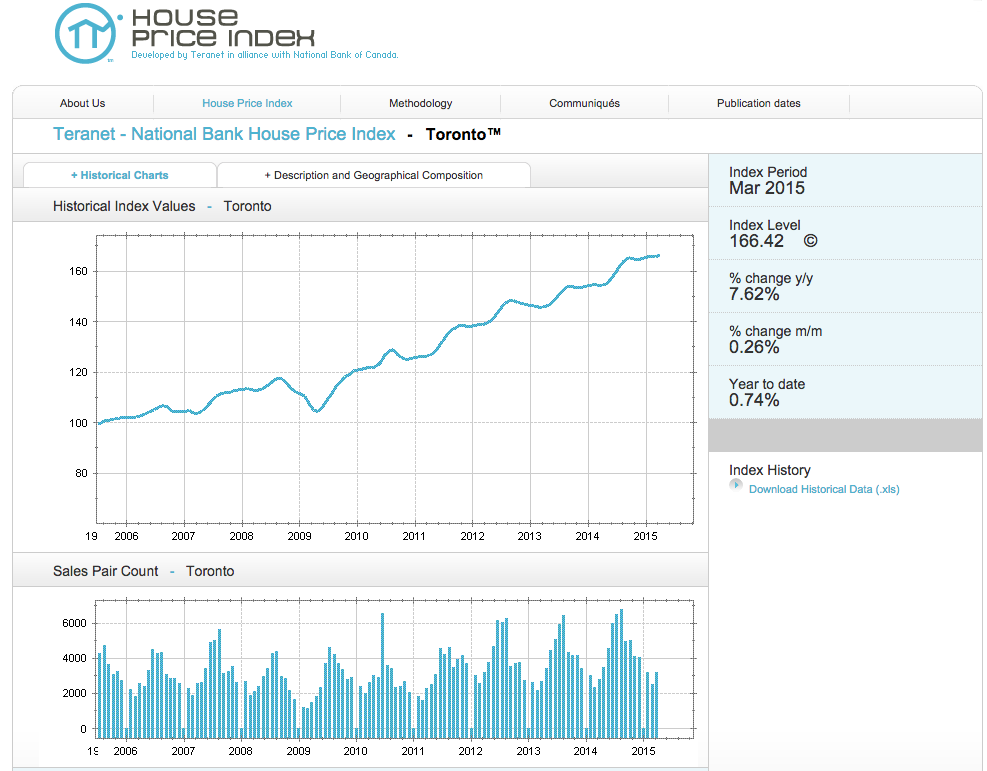 HOUSE
PRICE INDEX
Developed by Teranet in alliance with National Bank of Canada.
About Us House Price Index Methodology Communiqués Publication dates
Teranet - National Bank House Price Index - Toronto™
+ Historical Charts + Description and Geographical Composition
Historical Index Values - Toronto
160
140
120
100
80
19 2006 2007 2008 2009 2010 2011 2012 2013 2014 2015
Sales Pair Count - Toronto
6000
4000
2000
0
19 2006 2007 2008 2009 2010 2011 2012 2013 2014 2015
Index Period
Mar 2015
Index Level
166.42 ©
% change y/y
7.62%
% change m/m
0.26%
Year to date
0.74%
Index History
Download Historical Data (.xls)